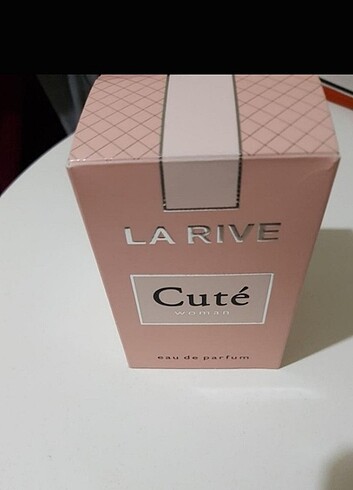 LA RIVE
Cuté
woman
eau de parfum